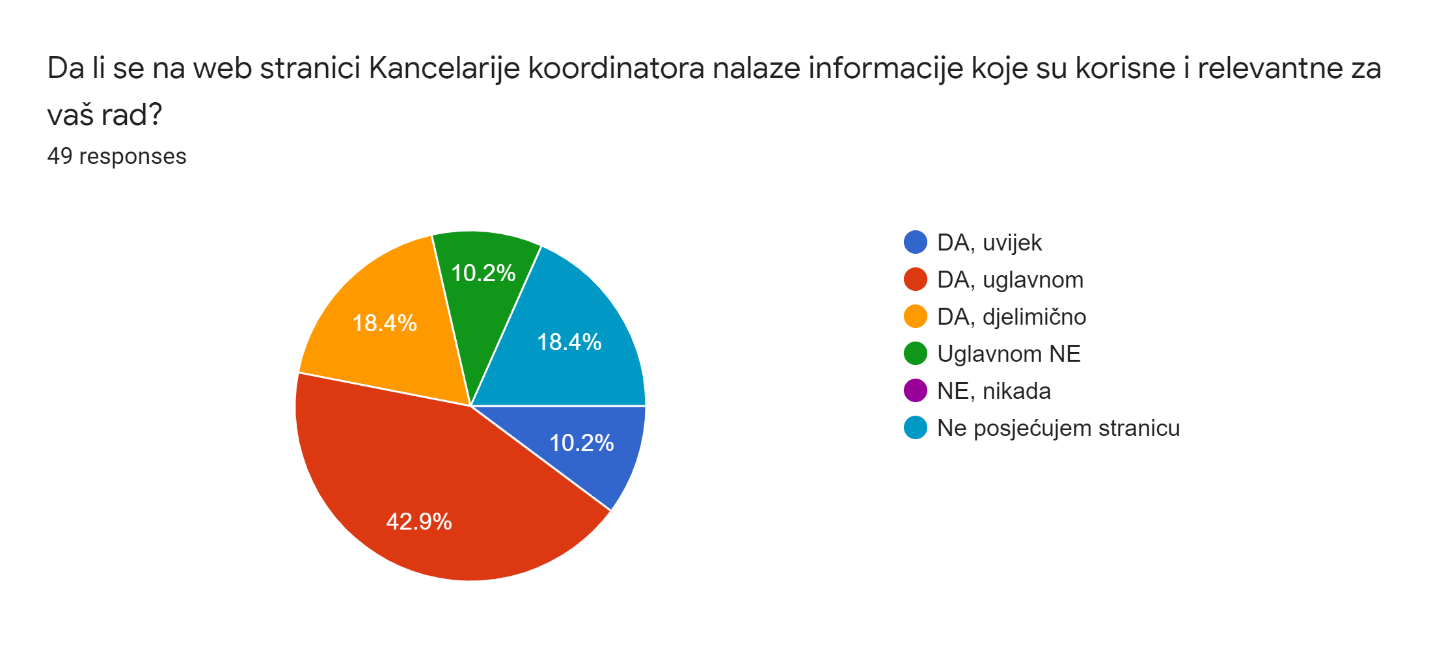 Da li se na web stranici Kancelarije koordinatora nalaze informacije koje su korisne i relevantne za
vaš rad?
49 responses
10.2%
18.4%
18.4%
10.2%
42.9%
DA, uvijek
DA, uglavnom
DA, djelimično
Uglavnom NE
NE, nikada
Ne posjećujem stranicu